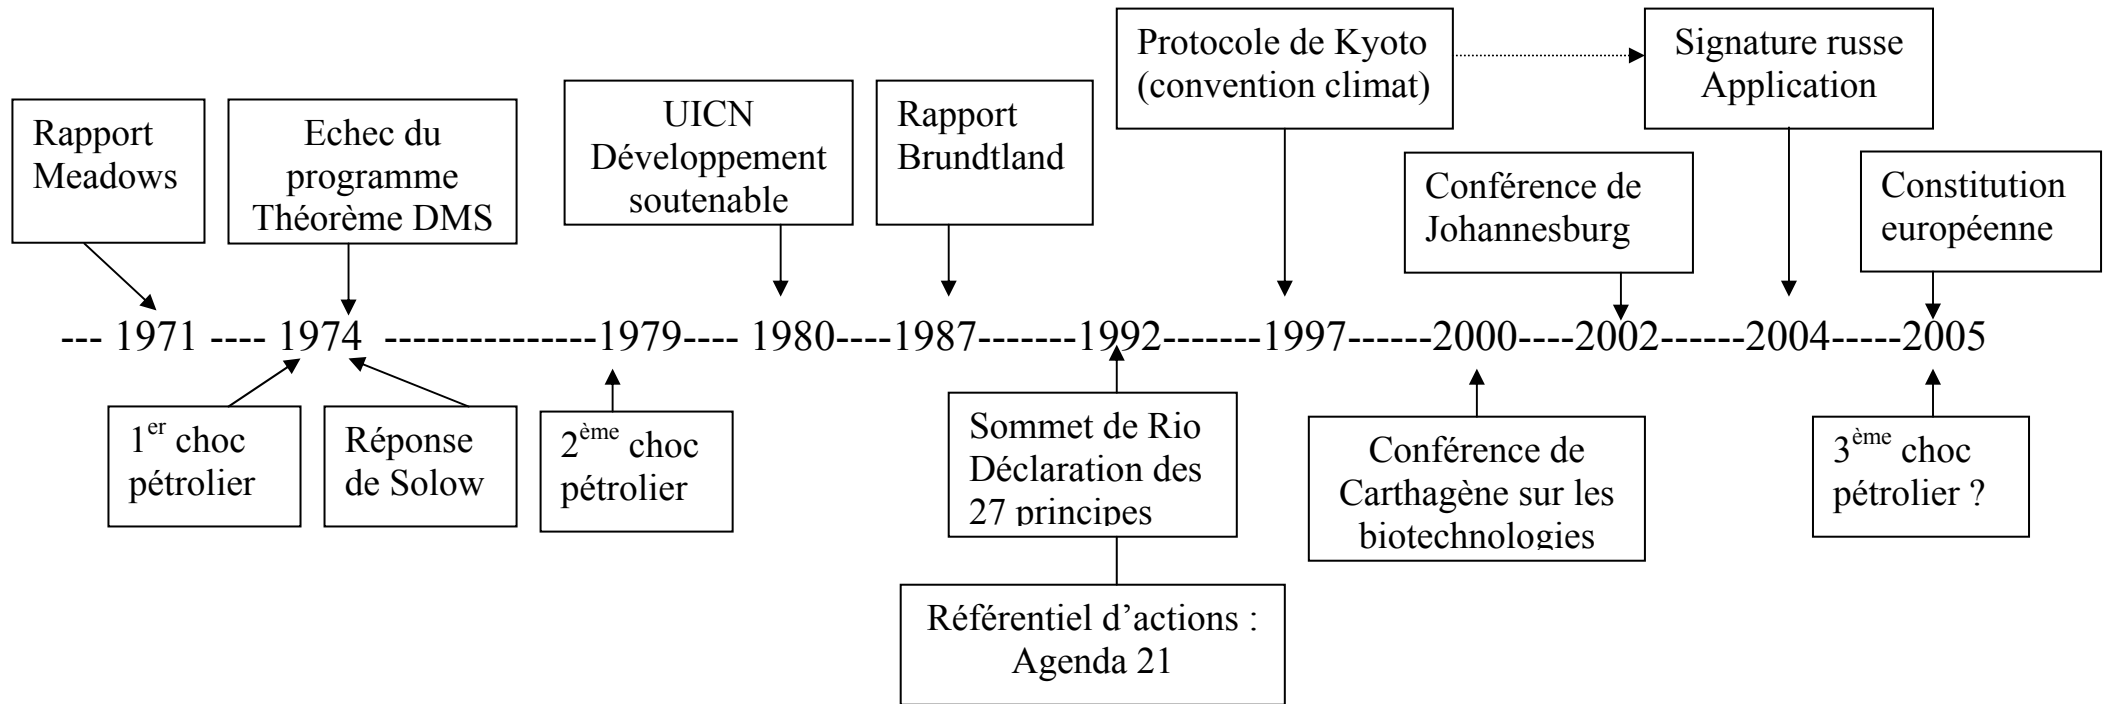 Protocole de Kyoto
(convention climat)
Signature russe
Application
Rapport
Meadows
Echec du
programme
Théorème DMS
UICN
Développement
soutenable
Rapport
Brundtland
Conférence de
Johannesburg
Constitution
européenne
--- 1971 ---- 1974 ---------------1979---- 1980----1987-------1992-------1997------2000----2002------2004-----2005
1er choc
pétrolier
Réponse
de Solow
2ème choc
pétrolier
Sommet de Rio
Déclaration des
27 principes
Conférence de
Carthagène sur les
biotechnologies
3ème choc
pétrolier ?
Référentiel d’actions :
Agenda 21